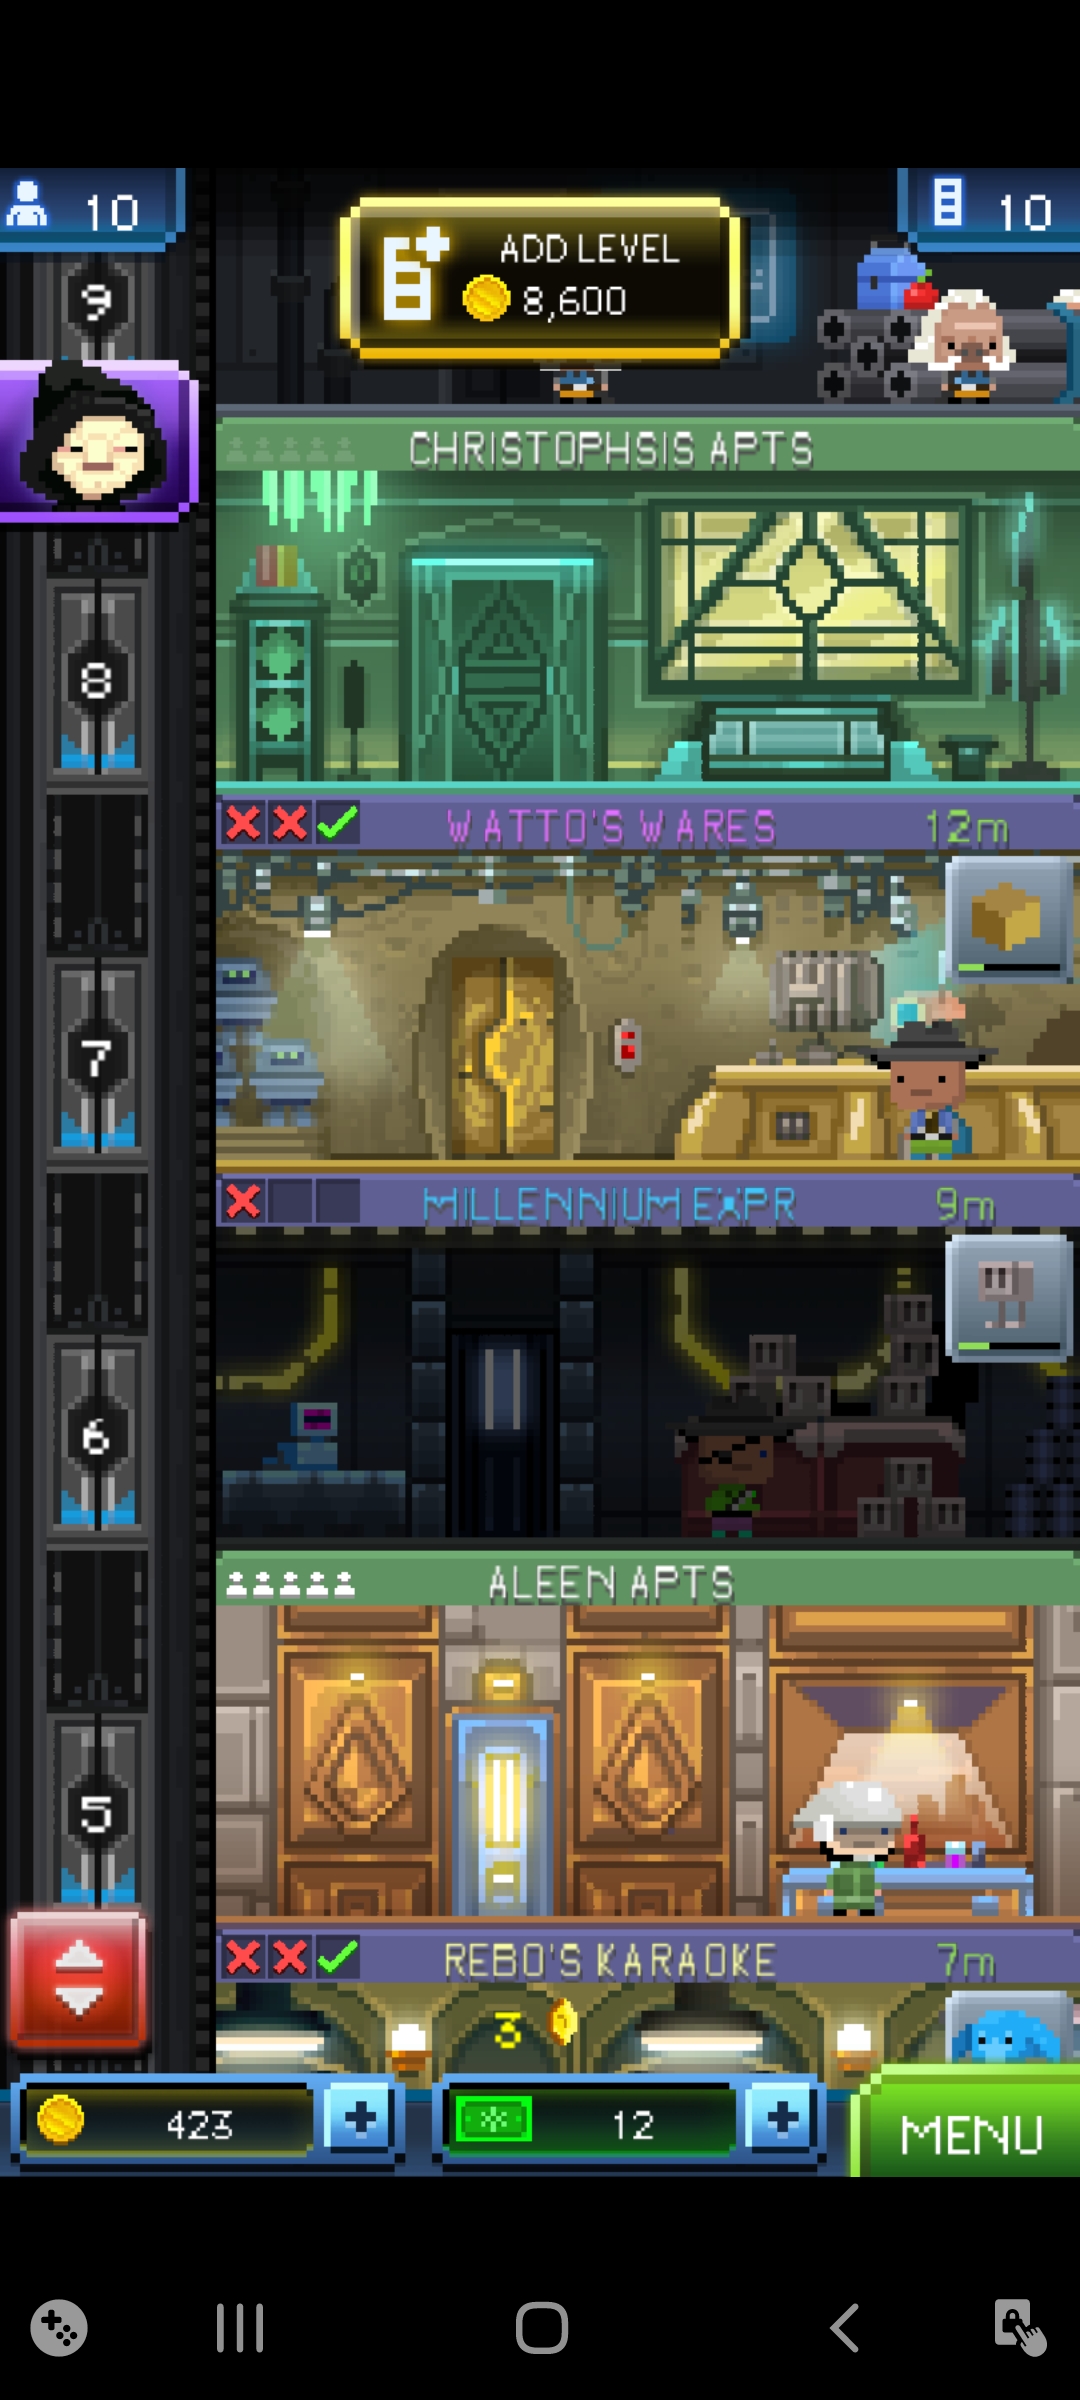 10
ADD LEVEL
8,600
10
9
CHRISTOPHSIS APTS
8
WATTO'S WARES 12m
7
MILLENNIUM EXPR 9m
6
ALEEN APTS
5
REBO'S KARAOKE 7m
3
423
12
MENU